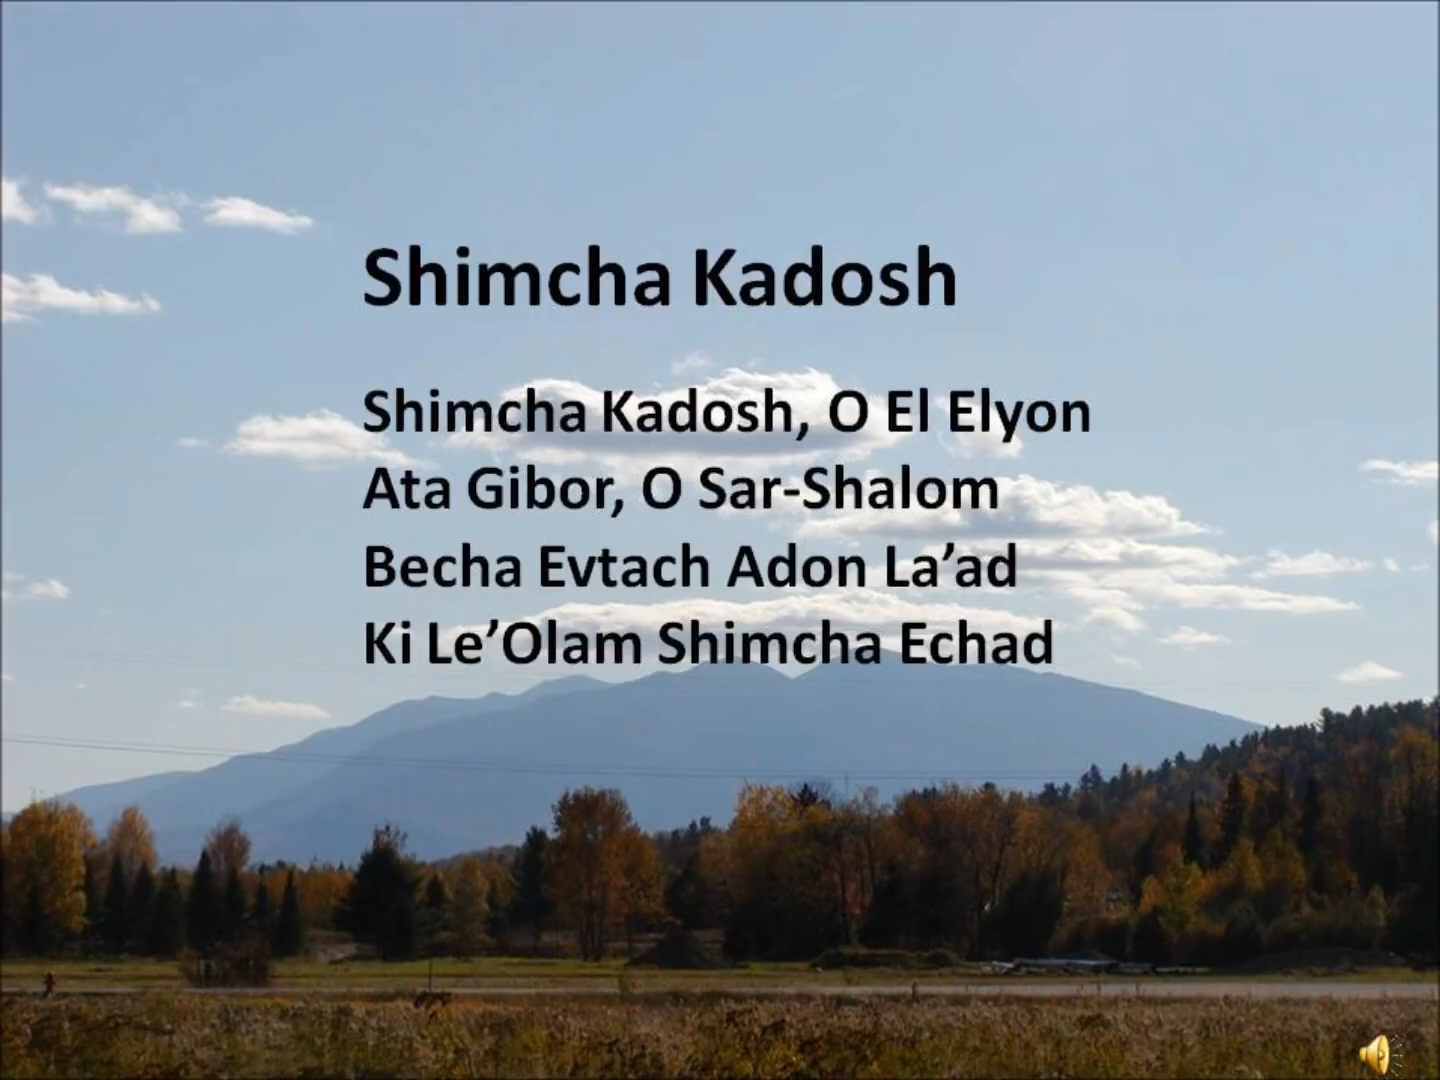 Shimcha Kadosh
Shimcha Kadosh, O El Elyon
Ata Gibor, O Sar-Shalom
Becha Evtach Adon La’ad
Ki Le’Olam Shimcha Echad